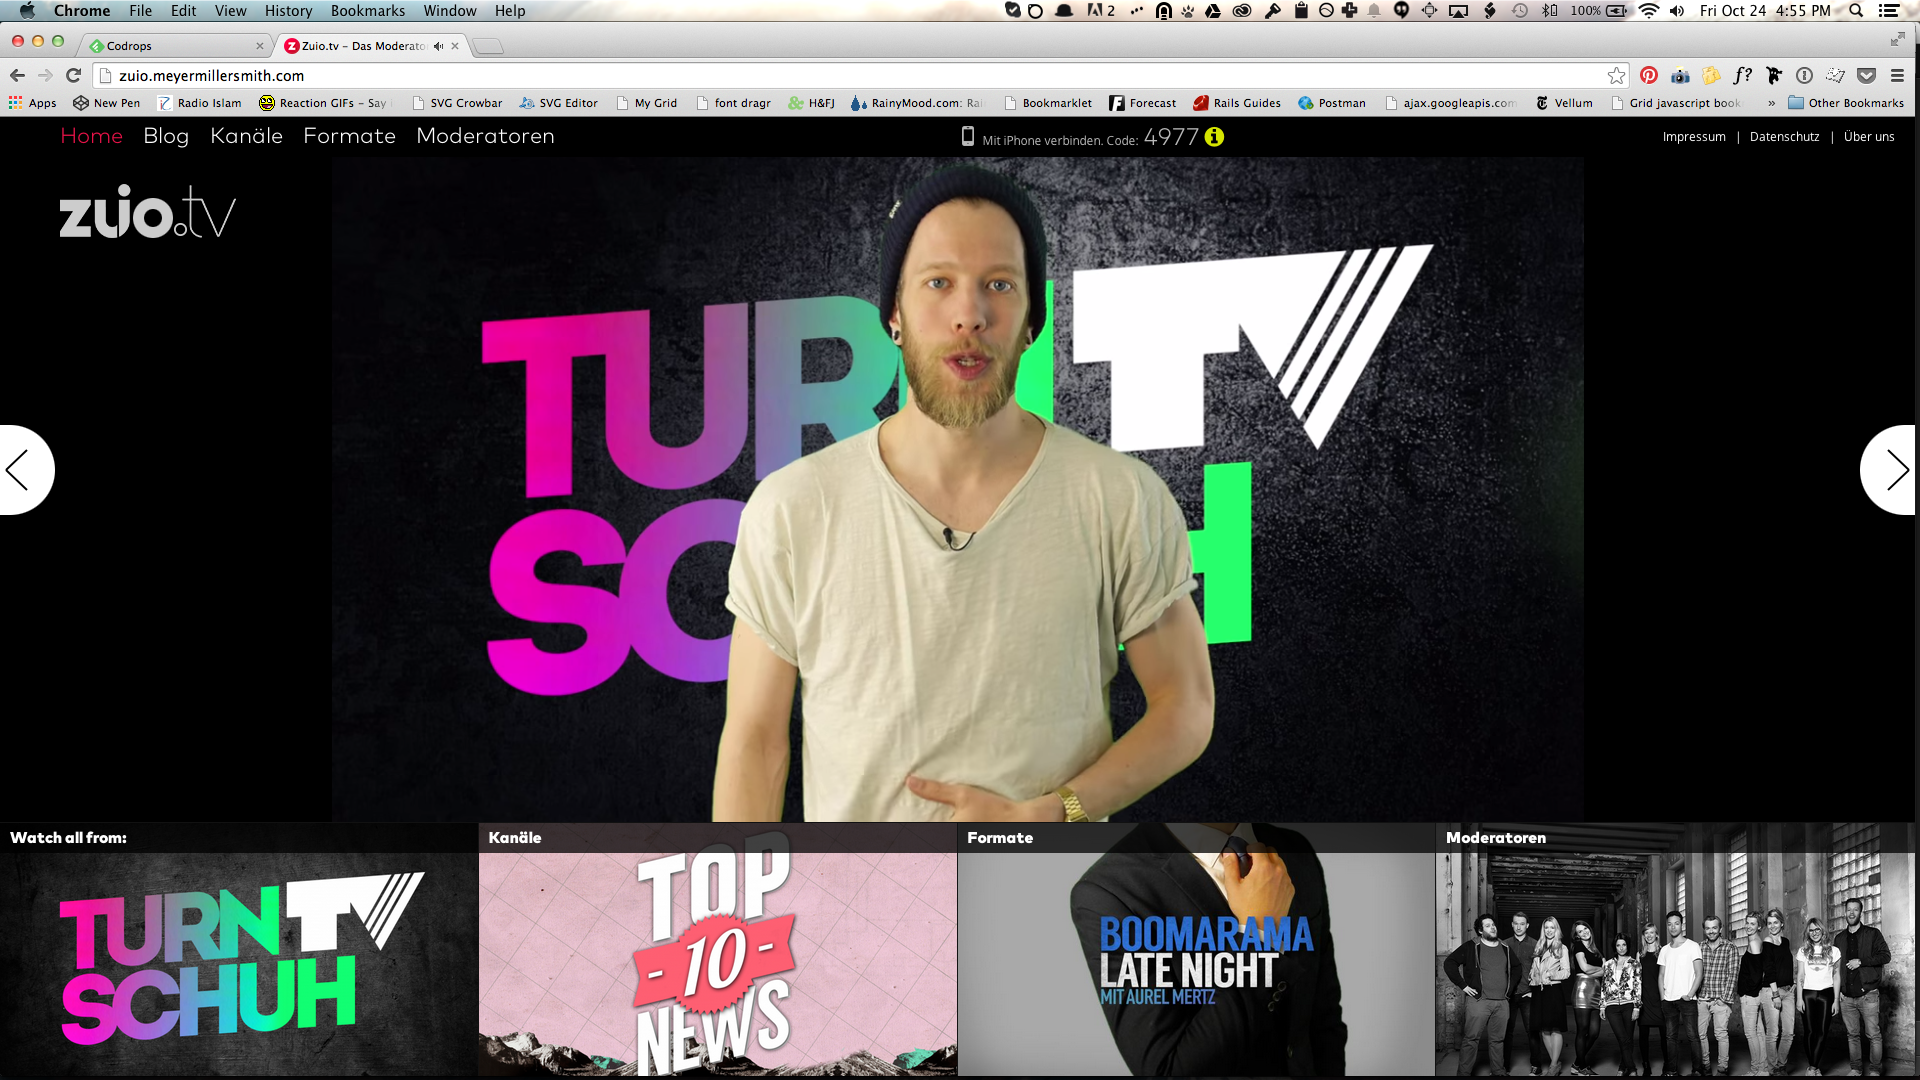 Chrome File Edit View History Bookmarks Window Help
2 100% Fri Oct 24 4:55 PM
Codrops
Zuio.tv – Das Moderato
zuio.meyermillersmith.com
Apps New Pen Radio Islam Reaction GIFs – Say SVG Crowbar SVG Editor My Grid font dragr H&FJ RainyMood.com: Rai Bookmarklet Forecast Rails Guides Postman ajax.googleapis.com Vellum Grid javascript book » Other Bookmarks
Home Blog Kanäle Formate Moderatoren
Mit iPhone verbinden. Code: 4977 i
Impressum | Datenschutz | Über uns
zuio.tv
TURN TV
SCH
Watch all from:
TURN TV
SCHUH
Kanäle
TOP
- 10 -
NEWS
Formate
BOOMARAMA
LATE NIGHT
MIT AUREL MERTZ
Moderatoren